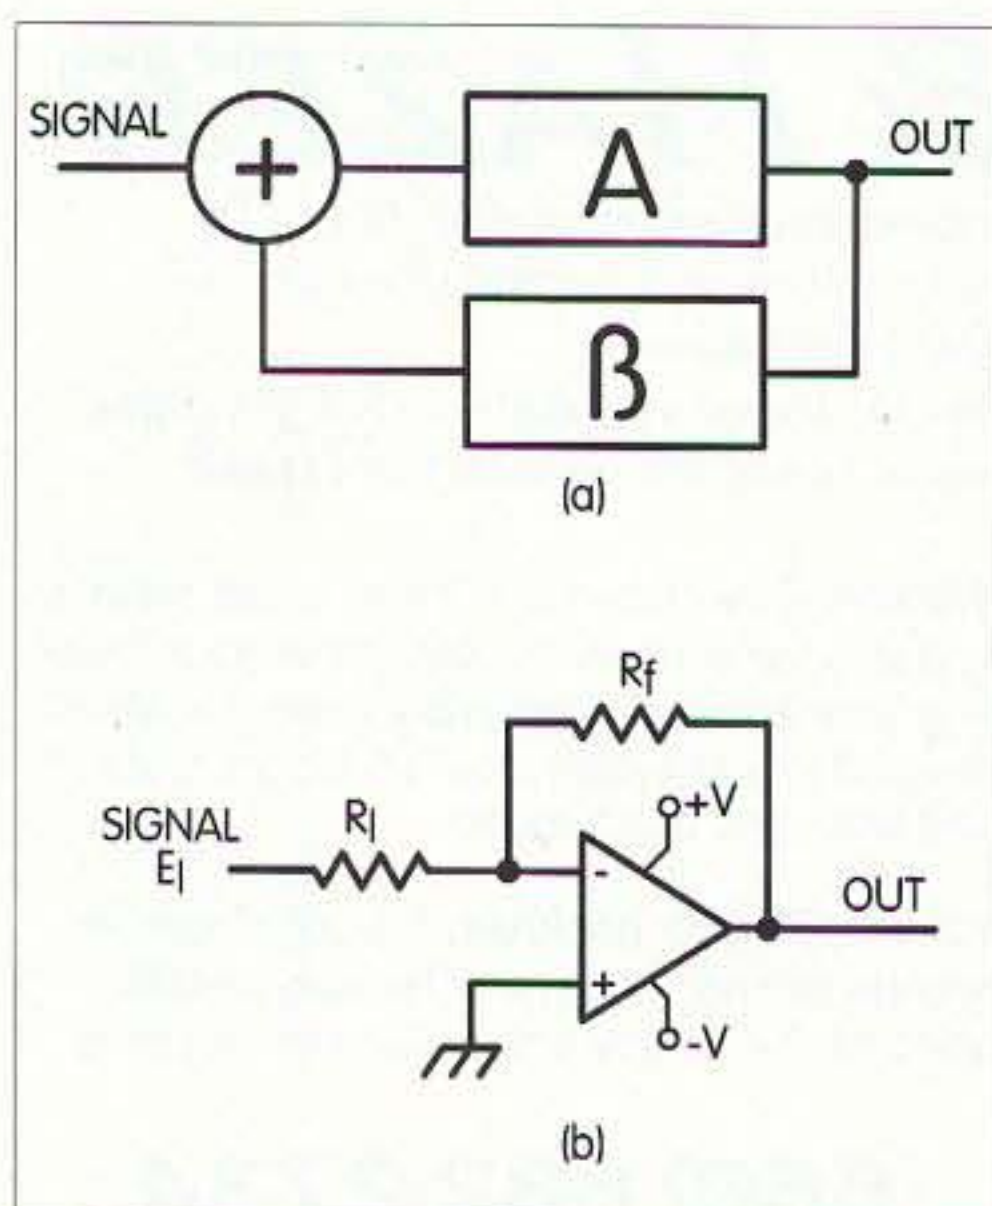 SIGNAL
+
A
OUT
β
(a)
Rf
+V
SIGNAL
EI
RI
-
OUT
+
-V
(b)